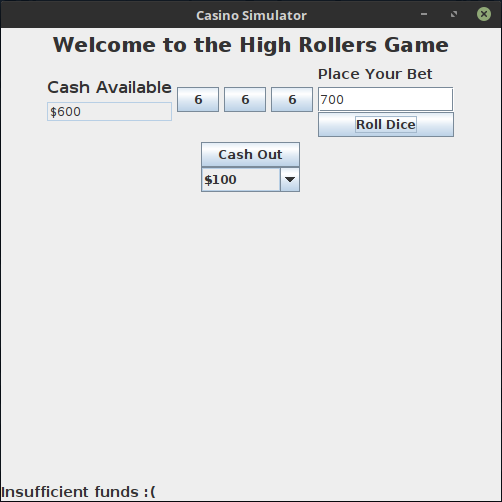 Casino Simulator
Welcome to the High Rollers Game
Cash Available
$600
6 6 6
Place Your Bet
700
Roll Dice
Cash Out
$100
Insufficient funds :(